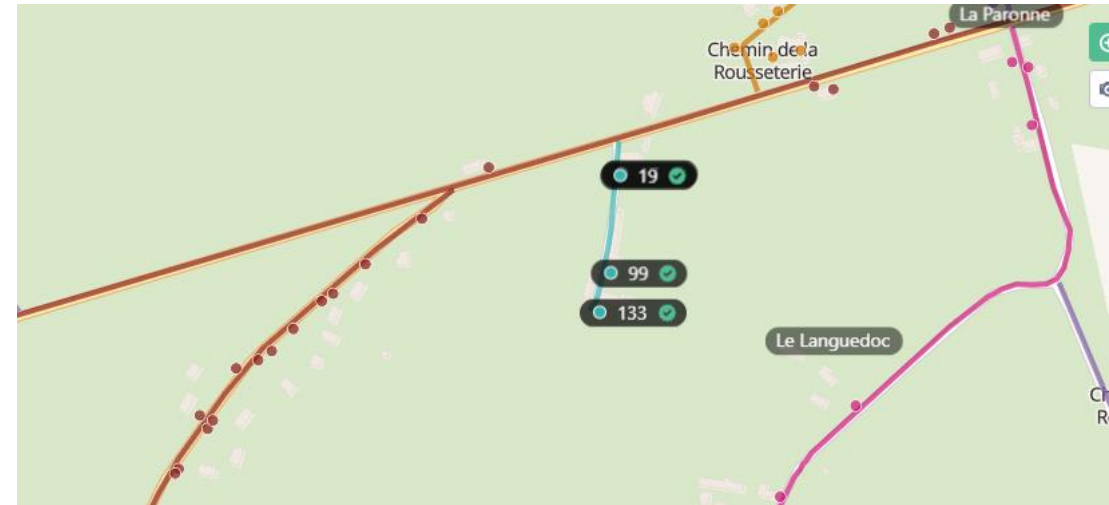 La Paronne
Chemin de la
Rousseterie
19
99
133
Le Languedoc